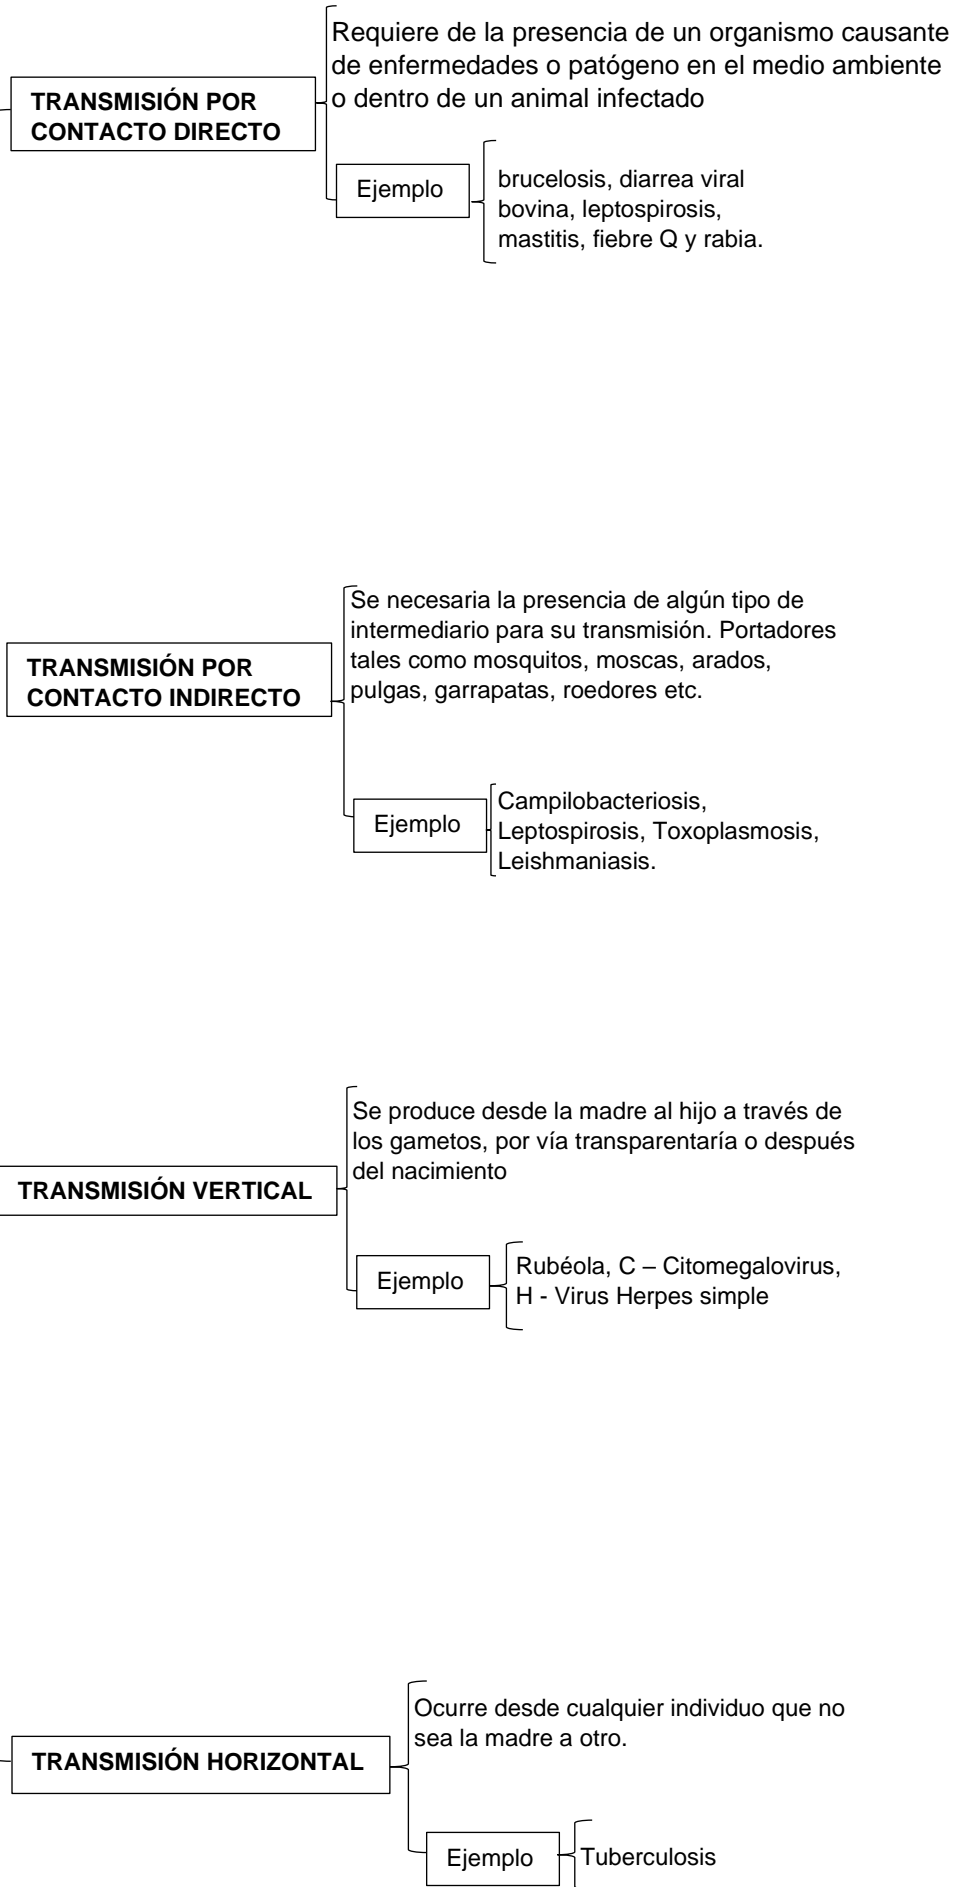 Requiere de la presencia de un organismo causante
de enfermedades o patógeno en el medio ambiente
o dentro de un animal infectado
TRANSMISIÓN POR
CONTACTO DIRECTO
Ejemplo
brucelosis, diarrea viral
bovina, leptospirosis,
mastitis, fiebre Q y rabia.
Se necesaria la presencia de algún tipo de
intermediario para su transmisión. Portadores
tales como mosquitos, moscas, arados,
pulgas, garrapatas, roedores etc.
TRANSMISIÓN POR
CONTACTO INDIRECTO
Ejemplo
Campilobacteriosis,
Leptospirosis, Toxoplasmosis,
Leishmaniasis.
Se produce desde la madre al hijo a través de
los gametos, por vía transparentaría o después
del nacimiento
TRANSMISIÓN VERTICAL
Ejemplo
Rubéola, C – Citomegalovirus,
H - Virus Herpes simple
Ocurre desde cualquier individuo que no
sea la madre a otro.
TRANSMISIÓN HORIZONTAL
Ejemplo
Tuberculosis